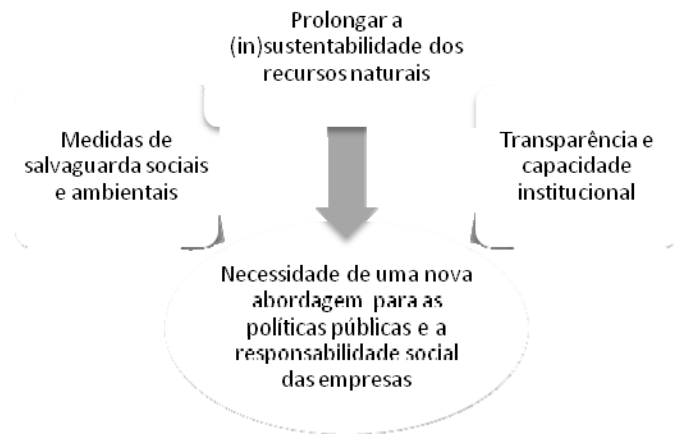 Prolongar a
(in)sustentabilidade dos
recursos naturais
Medidas de
salvaguarda sociais
e ambientais
Transparência e
capacidade
institucional
Necessidade de uma nova
abordagem para as
políticas públicas e a
responsabilidade social
das empresas